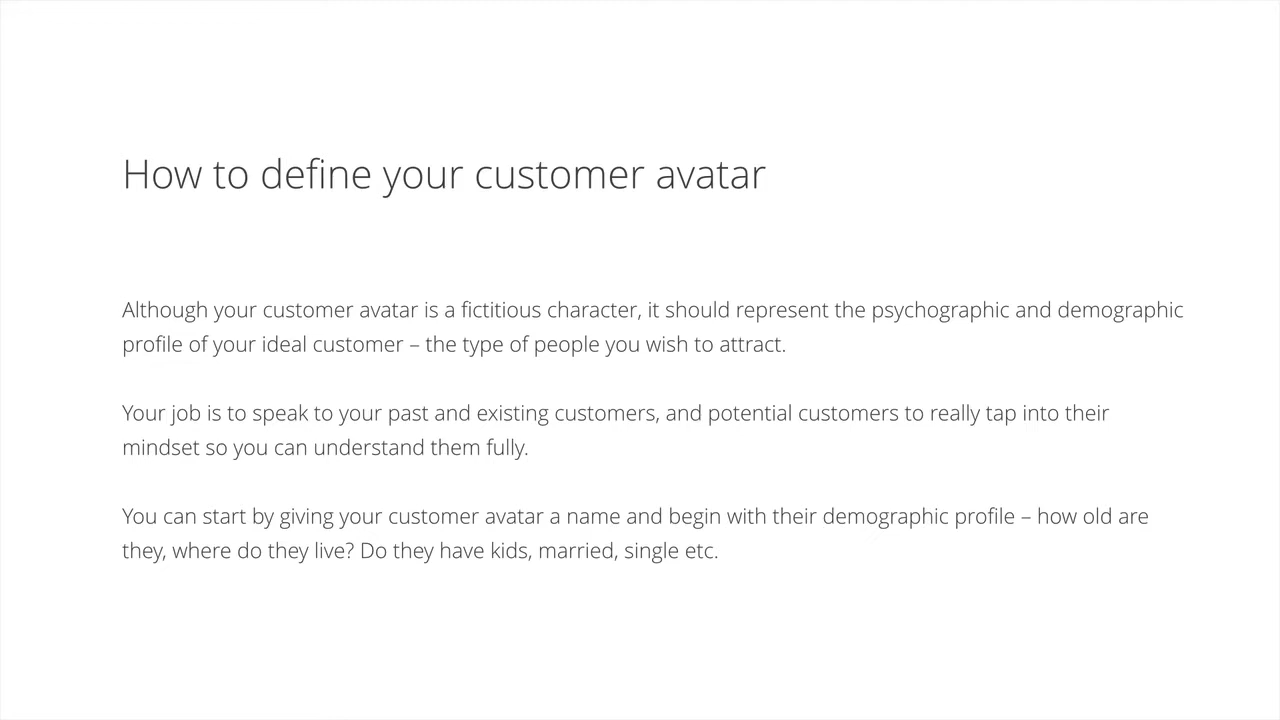 How to define your customer avatar
Although your customer avatar is a fictitious character, it should represent the psychographic and demographic
profile of your ideal customer – the type of people you wish to attract.
Your job is to speak to your past and existing customers, and potential customers to really tap into their
mindset so you can understand them fully.
You can start by giving your customer avatar a name and begin with their demographic profile – how old are
they, where do they live? Do they have kids, married, single etc.